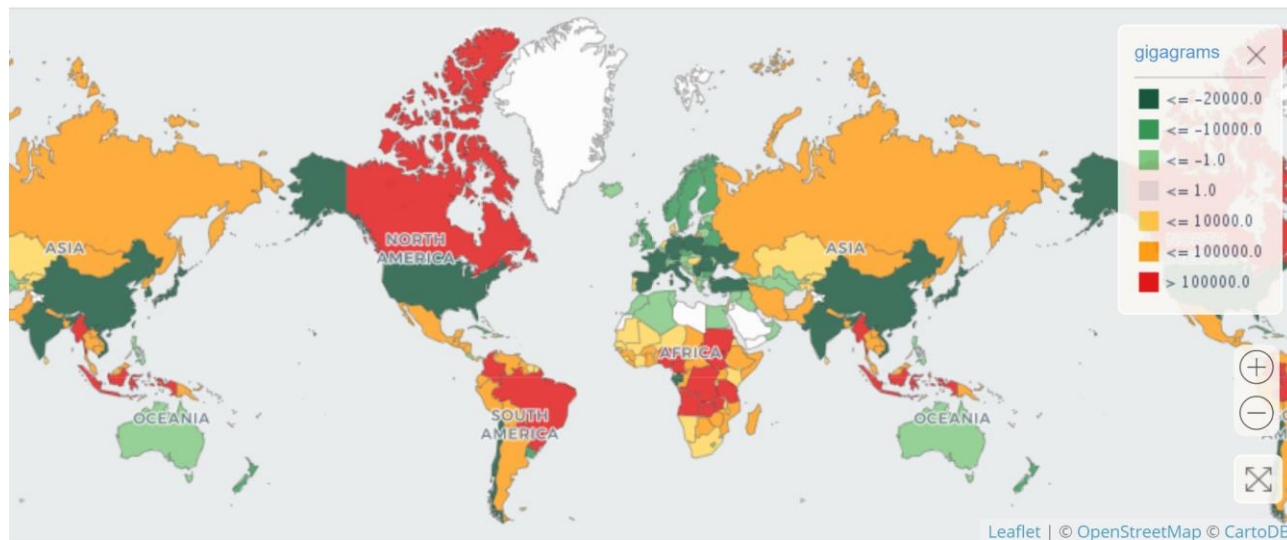 gigagrams
<= -20000.0
<= -10000.0
<= -1.0
<= 1.0
<= 10000.0
<= 100000.0
> 100000.0
ASIA
NORTH
AMERICA
ASIA
AFRICA
OCEANIA
SOUTH
AMERICA
OCEANIA
Leaflet | © OpenStreetMap © CartoDB